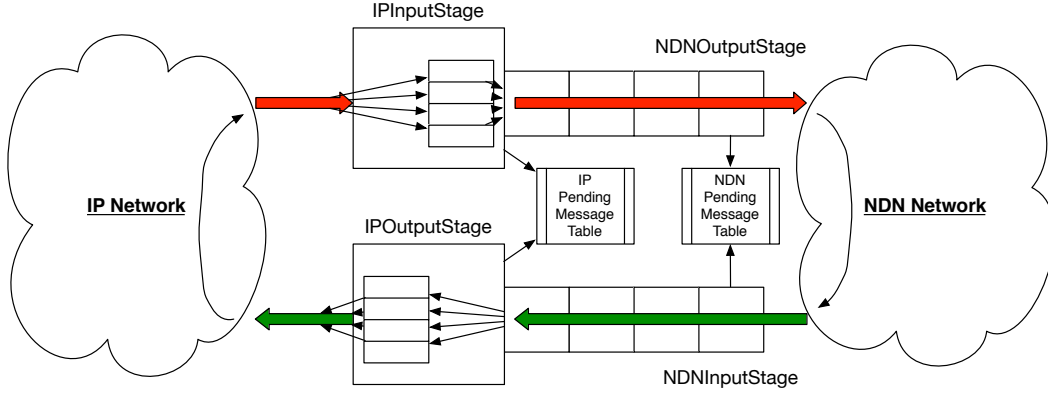 IPInputStage
NDNOutputStage
IP Network
IP
Pending
Message
Table
NDN
Pending
Message
Table
NDN Network
IPOutputStage
NDNInputStage